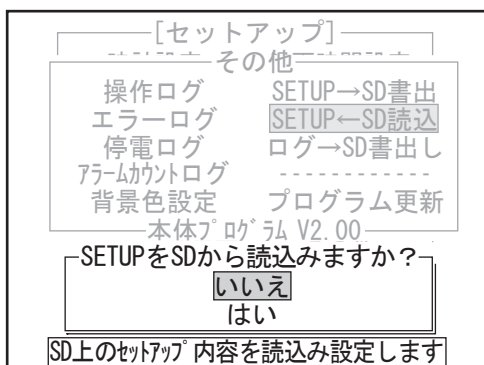 [セットアップ]
その他
操作ログ SETUP→SD書出
エラーログ SETUP←SD読込
停電ログ ログ→SD書出し
ｱﾗｰﾑｶｳﾝﾄログ ------------
背景色設定 プログラム更新
本体ﾌﾟﾛｸﾞﾗﾑ V2.00
SETUPをSDから読込みますか？
いいえ
はい
SD上のｾｯﾄｱｯﾌﾟ内容を読込み設定します